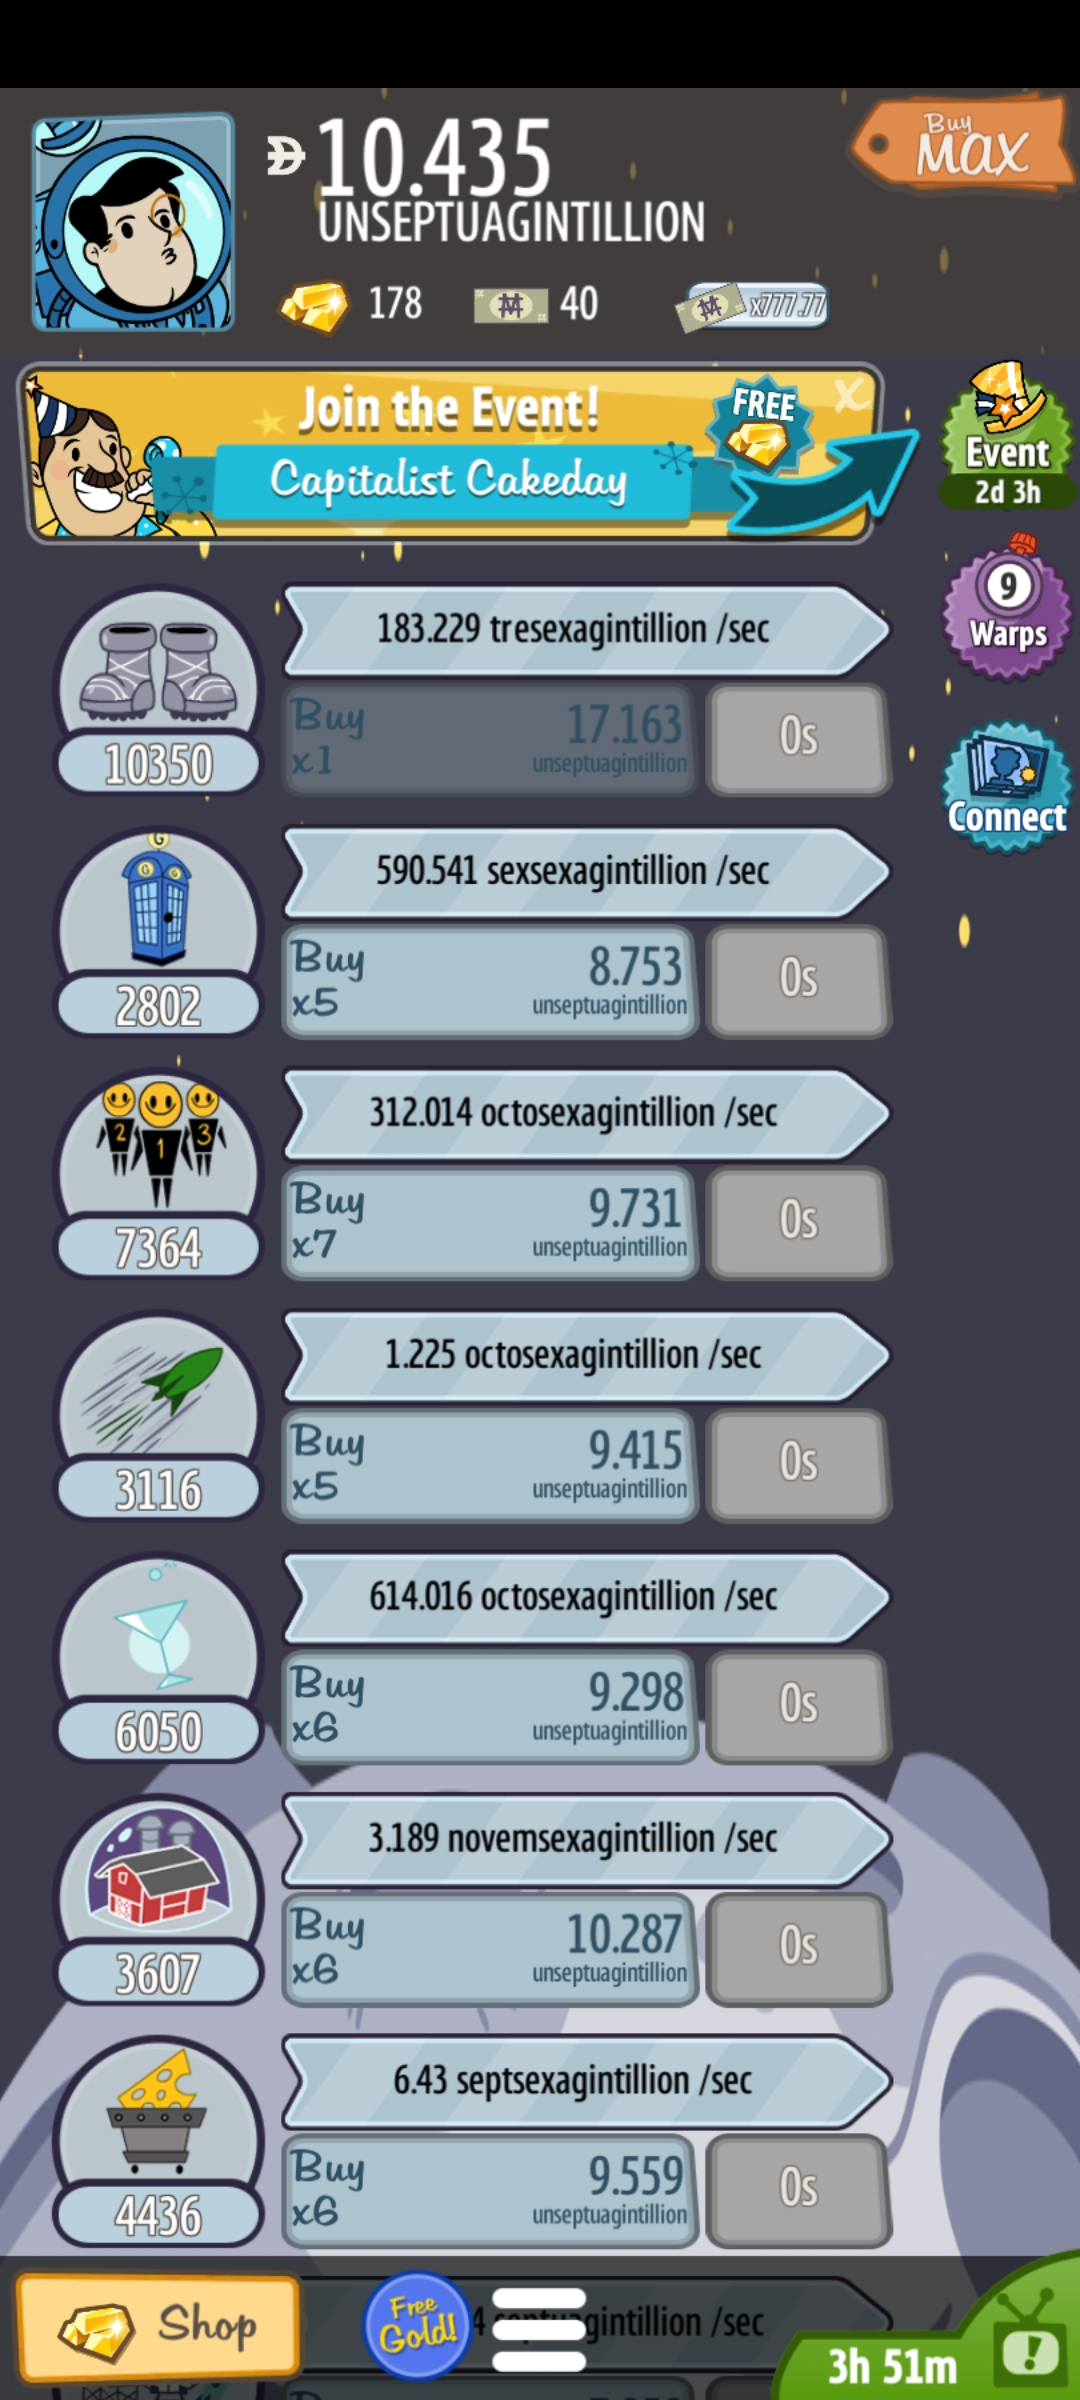 10.435
UNSEPTUAGINTILLION
Buy
MAX
178
40
x777.77
Join the Event!
Capitalist Cakeday
FREE
X
Event
2d 3h
9
Warps
Connect
183.229 tresexagintillion /sec
10350
Buy
x1
17.163
unseptuagintillion
0s
G
G G
590.541 sexsexagintillion /sec
2802
Buy
x5
8.753
unseptuagintillion
0s
2 1 3
312.014 octosexagintillion /sec
7364
Buy
x7
9.731
unseptuagintillion
0s
1.225 octosexagintillion /sec
3116
Buy
x5
9.415
unseptuagintillion
0s
614.016 octosexagintillion /sec
6050
Buy
x6
9.298
unseptuagintillion
0s
3.189 novemsexagintillion /sec
3607
Buy
x6
10.287
unseptuagintillion
0s
6.43 septsexagintillion /sec
4436
Buy
x6
9.559
unseptuagintillion
0s
Shop
Free
Gold!
/sec
3h 51m
!